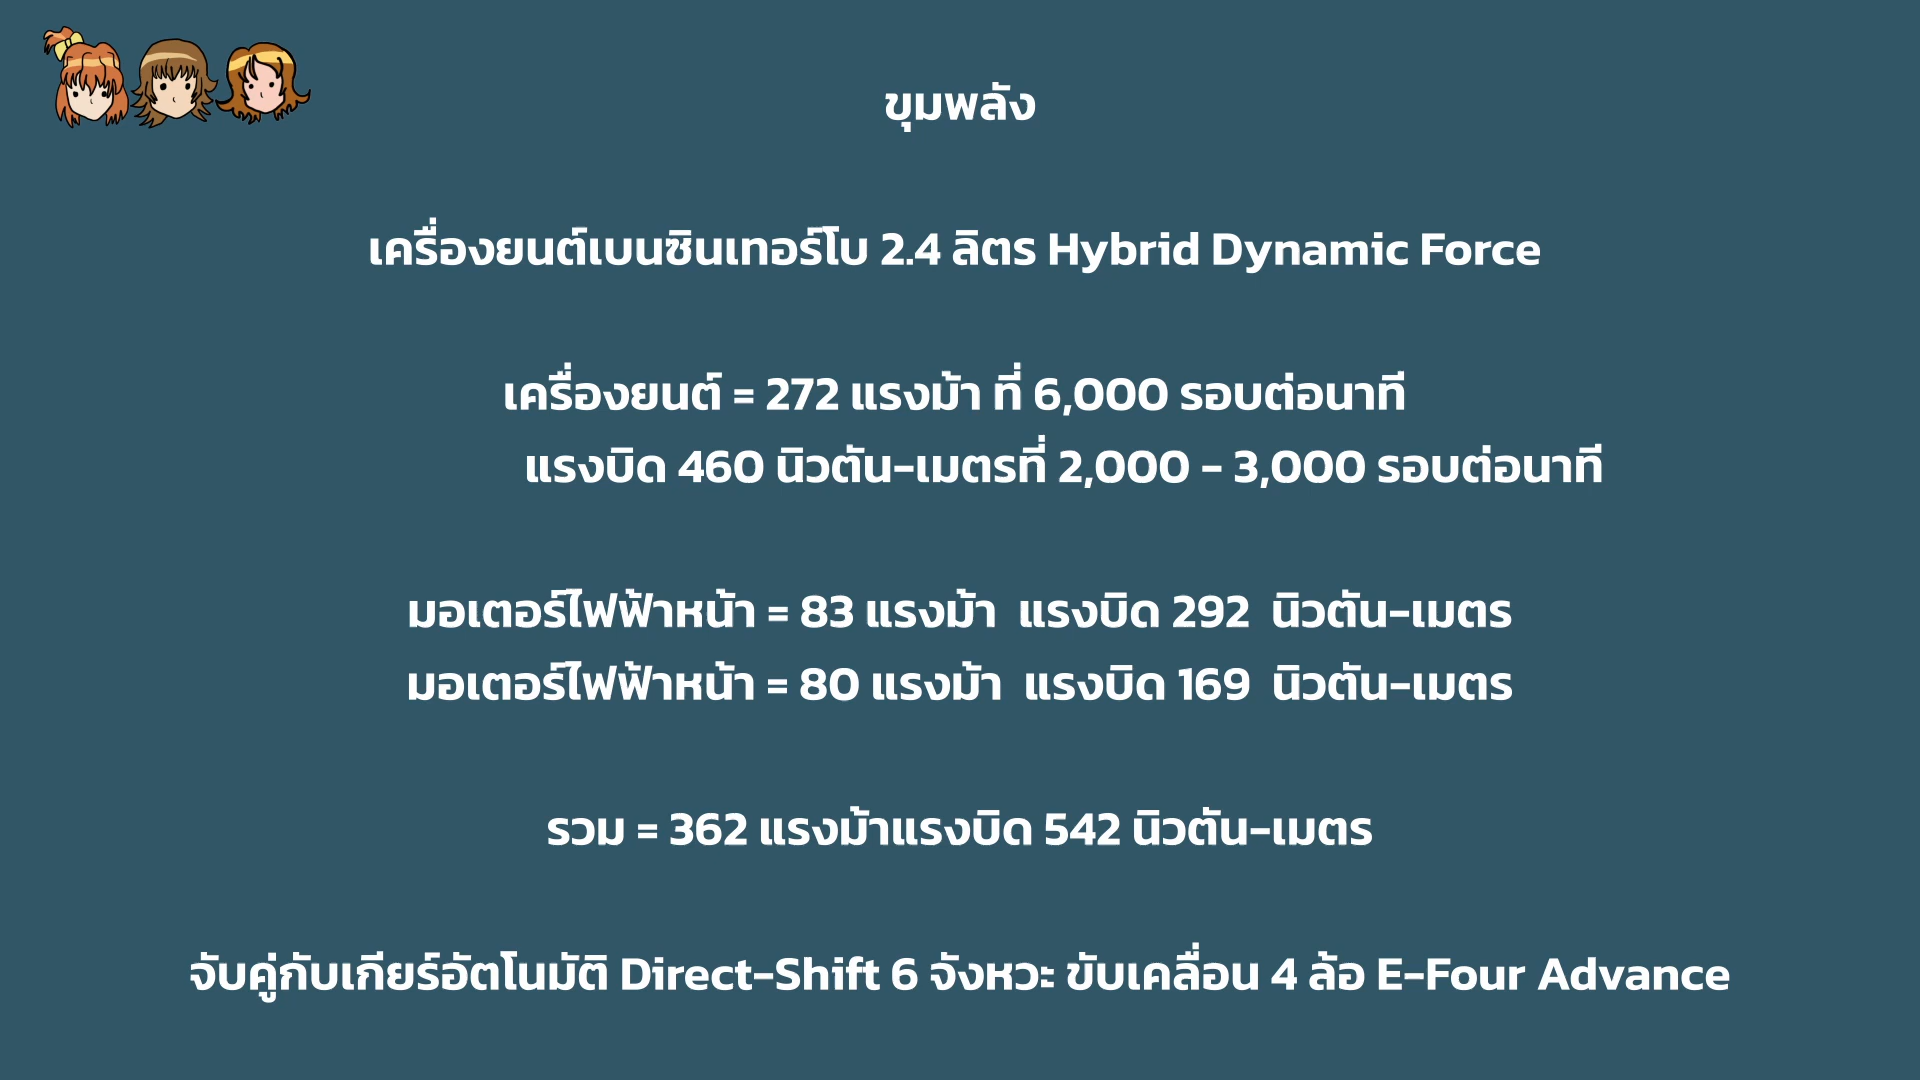 ขุมพลัง
เครื่องยนต์เบนซินเทอร์โบ 2.4 ลิตร Hybrid Dynamic Force
เครื่องยนต์ = 272 แรงม้า ที่ 6,000 รอบต่อนาที
แรงบิด 460 นิวตัน-เมตรที่ 2,000 - 3,000 รอบต่อนาที
มอเตอร์ไฟฟ้าหน้า = 83 แรงม้า แรงบิด 292 นิวตัน-เมตร
มอเตอร์ไฟฟ้าหน้า = 80 แรงม้า แรงบิด 169 นิวตัน-เมตร
รวม = 362 แรงม้าแรงบิด 542 นิวตัน-เมตร
จับคู่กับเกียร์อัตโนมัติ Direct-Shift 6 จังหวะ ขับเคลื่อน 4 ล้อ E-Four Advance